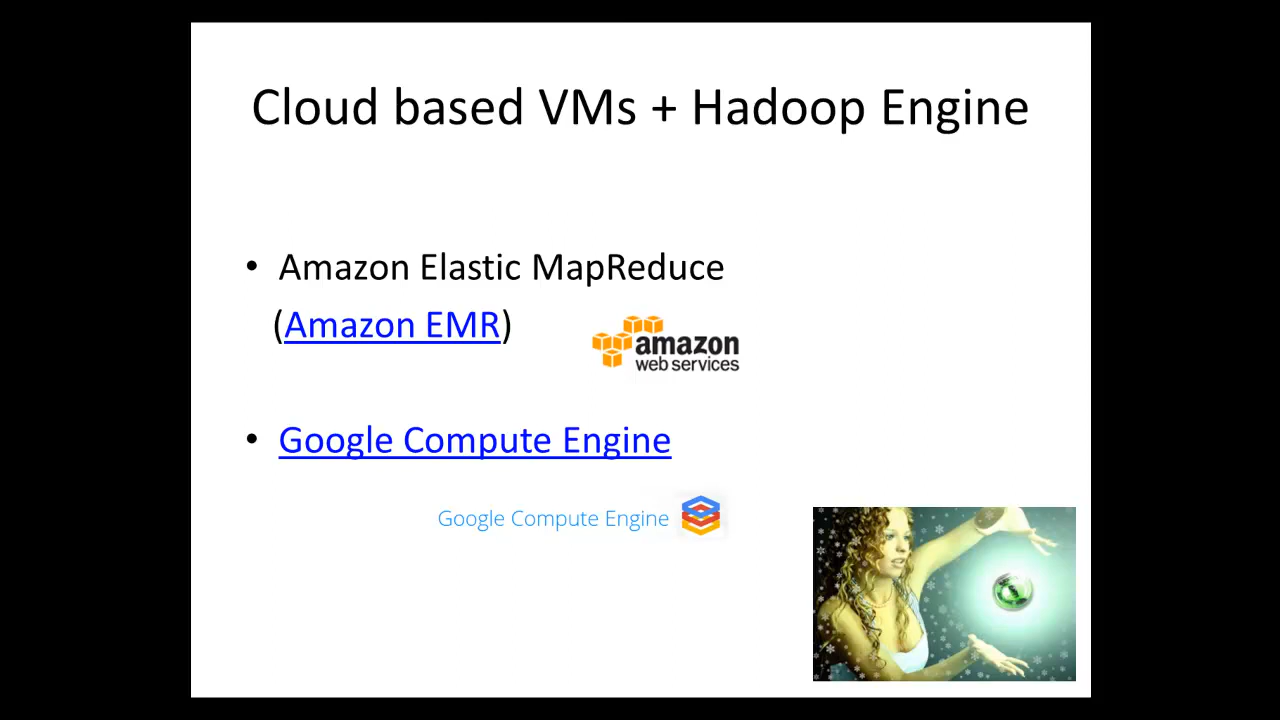 Cloud based VMs + Hadoop Engine
• Amazon Elastic MapReduce
(Amazon EMR)
amazon
web services
• Google Compute Engine
Google Compute Engine